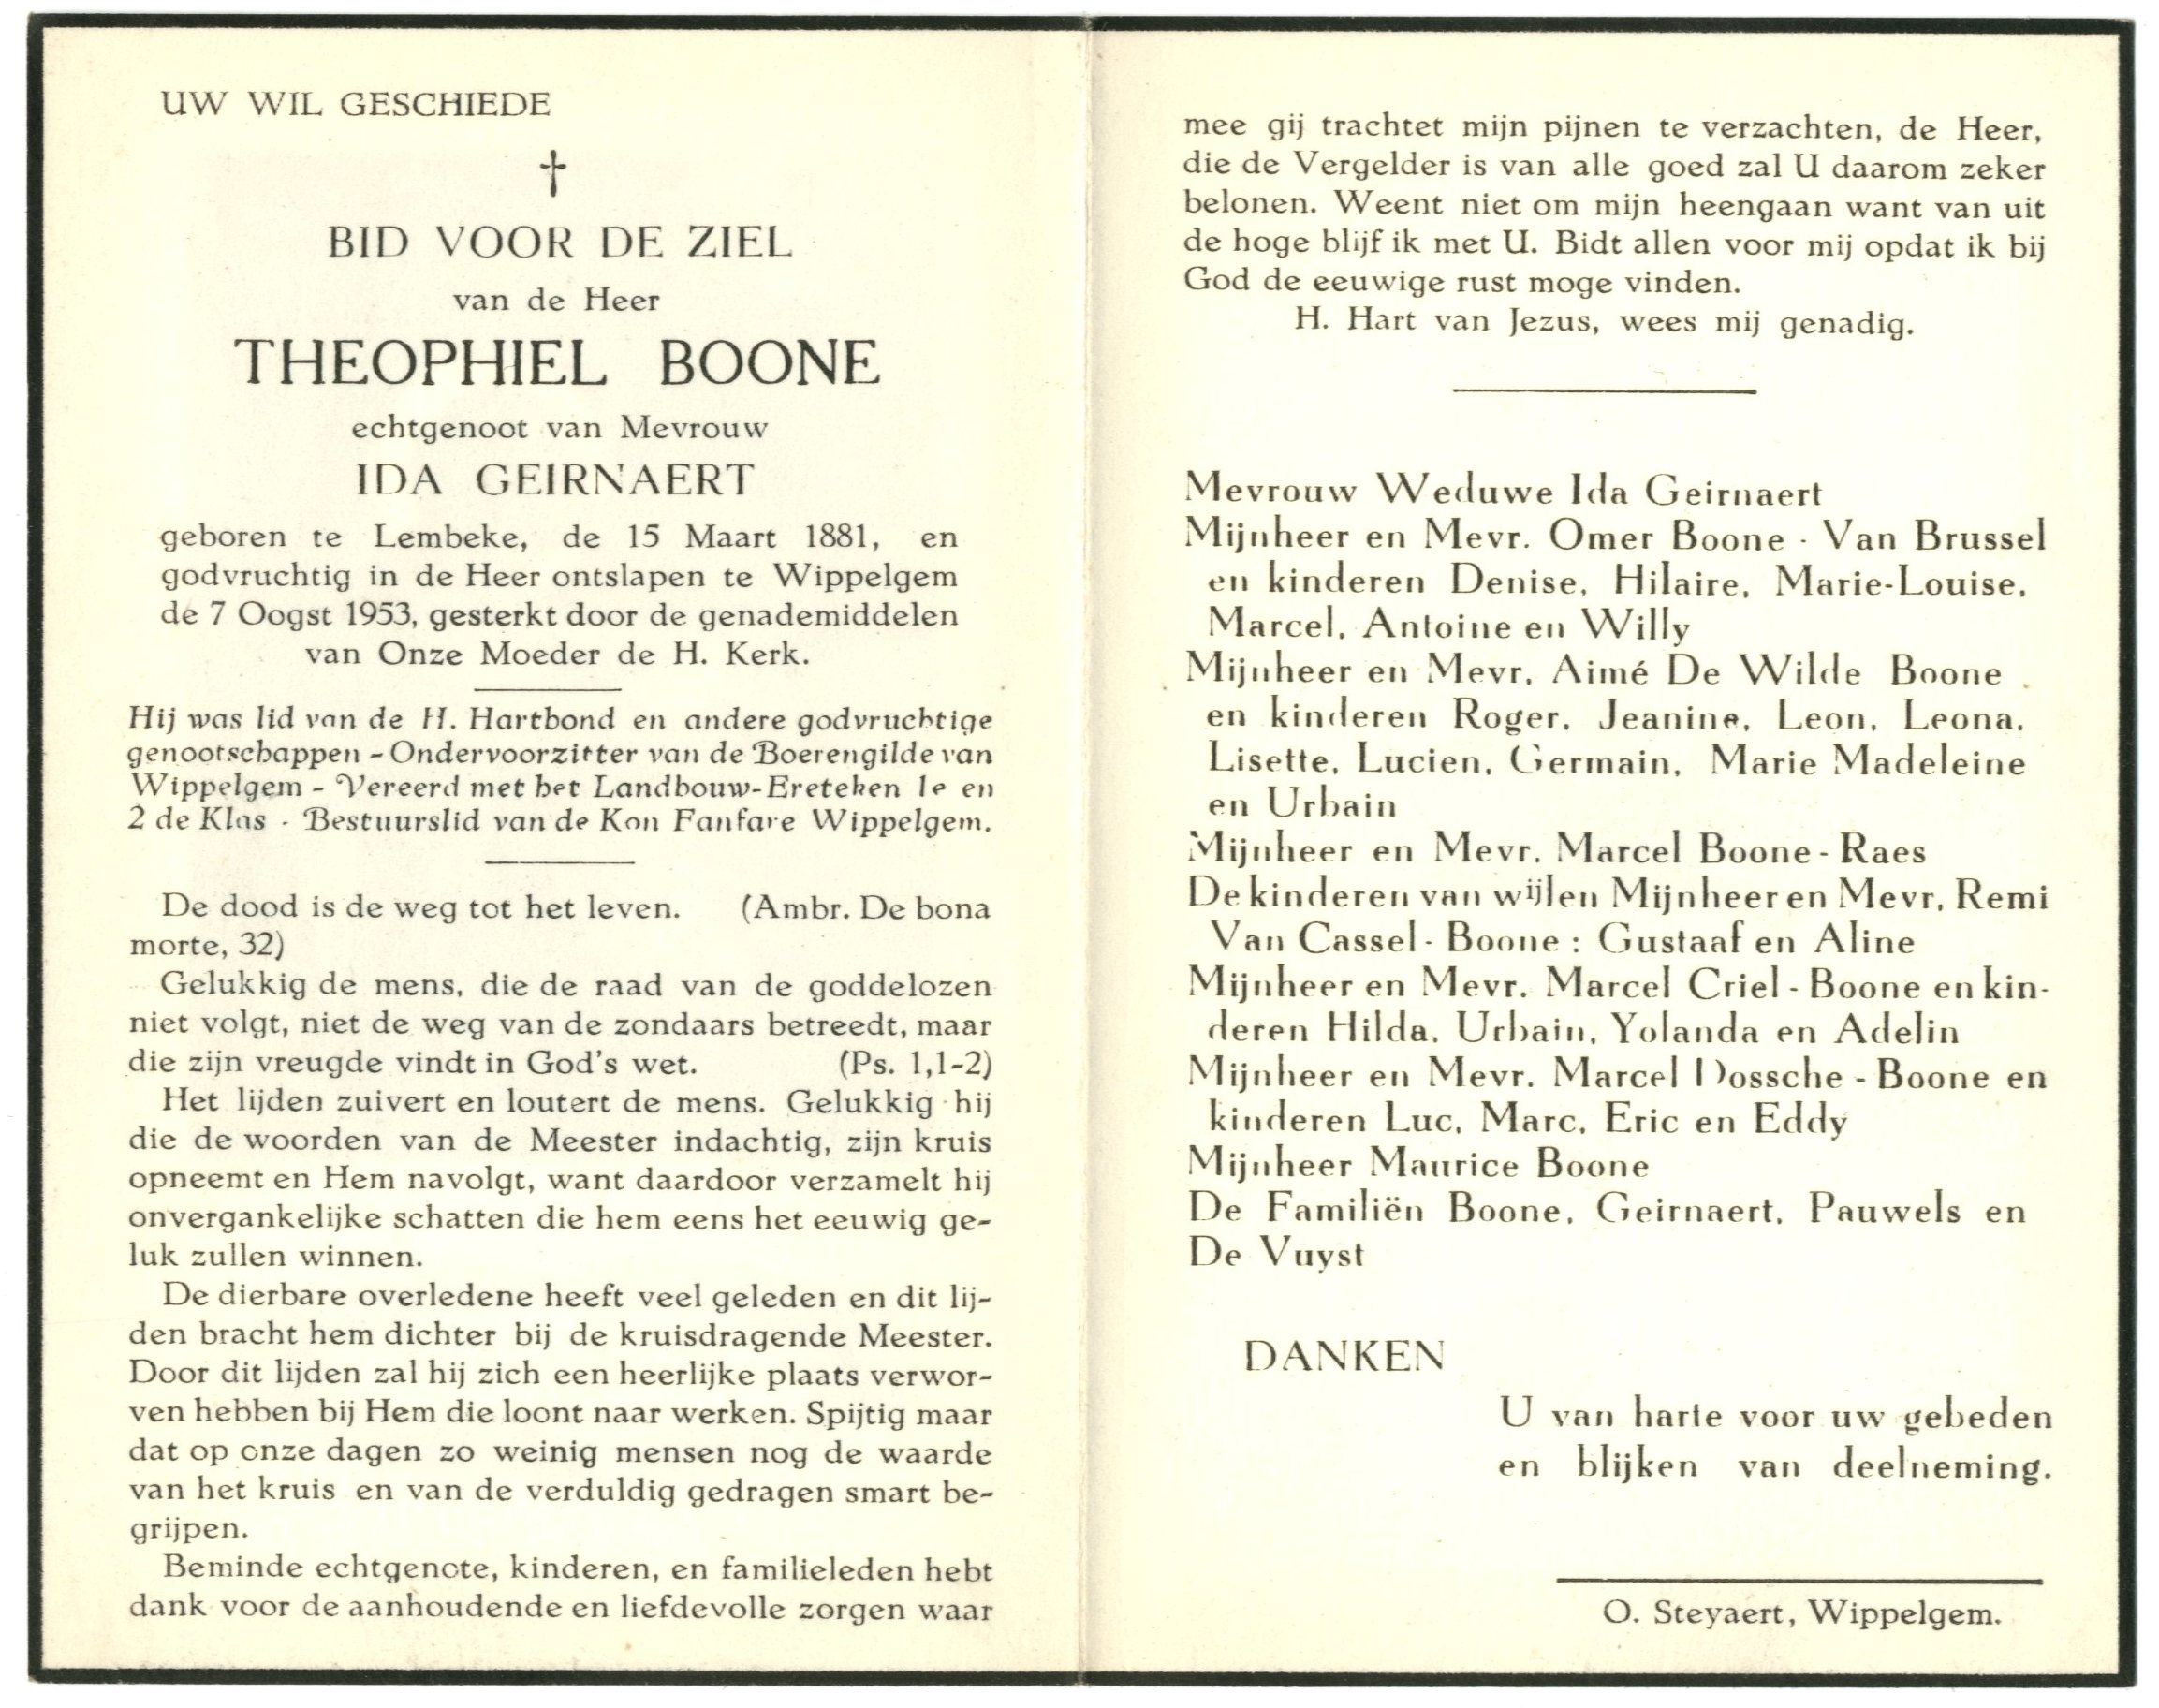 UW WIL GESCHIEDE
†
BID VOOR DE ZIEL
van de Heer
THEOPHIEL BOONE
echtgenoot van Mevrouw
IDA GEIRNAERT
geboren te Lembeke, de 15 Maart 1881, en
godvruchtig in de Heer ontslapen te Wippelgem
de 7 Oogst 1953, gesterkt door de genademiddelen
van Onze Moeder de H. Kerk.
Hij was lid van de H. Hartbond en andere godvruchtige
genootschappen - Ondervoorzitter van de Boerengilde van
Wippelgem - Vereerd met het Landbouw-Ereteken 1e en
2 de Klas - Bestuurslid van de Kon Fanfare Wippelgem.
De dood is de weg tot het leven. (Ambr. De bona
morte, 32)
Gelukkig de mens, die de raad van de goddelozen
niet volgt, niet de weg van de zondaars betreedt, maar
die zijn vreugde vindt in God's wet. (Ps. 1,1-2)
Het lijden zuivert en loutert de mens. Gelukkig hij
die de woorden van de Meester indachtig, zijn kruis
opneemt en Hem navolgt, want daardoor verzamelt hij
onvergankelijke schatten die hem eens het eeuwig ge-
luk zullen winnen.
De dierbare overledene heeft veel geleden en dit lij-
den bracht hem dichter bij de kruisdragende Meester.
Door dit lijden zal hij zich een heerlijke plaats verwor-
ven hebben bij Hem die loont naar werken. Spijtig maar
dat op onze dagen zo weinig mensen nog de waarde
van het kruis en van de verduldig gedragen smart be-
grijpen.
Beminde echtgenote, kinderen, en familieleden hebt
dank voor de aanhoudende en liefdevolle zorgen waar
mee gij trachtet mijn pijnen te verzachten, de Heer,
die de Vergelder is van alle goed zal U daarom zeker
belonen. Weent niet om mijn heengaan want van uit
de hoge blijf ik met U. Bidt allen voor mij opdat ik bij
God de eeuwige rust moge vinden.
H. Hart van Jezus, wees mij genadig.
Mevrouw Weduwe Ida Geirnaert
Mijnheer en Mevr. Omer Boone - Van Brussel
en kinderen Denise, Hilaire, Marie-Louise,
Marcel, Antoine en Willy
Mijnheer en Mevr. Aimé De Wilde Boone
en kinderen Roger, Jeanine, Leon, Leona,
Lisette, Lucien, Germain, Marie Madeleine
en Urbain
Mijnheer en Mevr. Marcel Boone - Raes
De kinderen van wijlen Mijnheer en Mevr, Remi
Van Cassel - Boone : Gustaaf en Aline
Mijnheer en Mevr. Marcel Criel - Boone en kin-
deren Hilda, Urbain, Yolanda en Adelin
Mijnheer en Mevr. Marcel Dossche - Boone en
kinderen Luc, Marc, Eric en Eddy
Mijnheer Maurice Boone
De Familiën Boone, Geirnaert, Pauwels en
De Vuyst
DANKEN
U van harte voor uw gebeden
en blijken van deelneming.
O. Steyaert, Wippelgem.